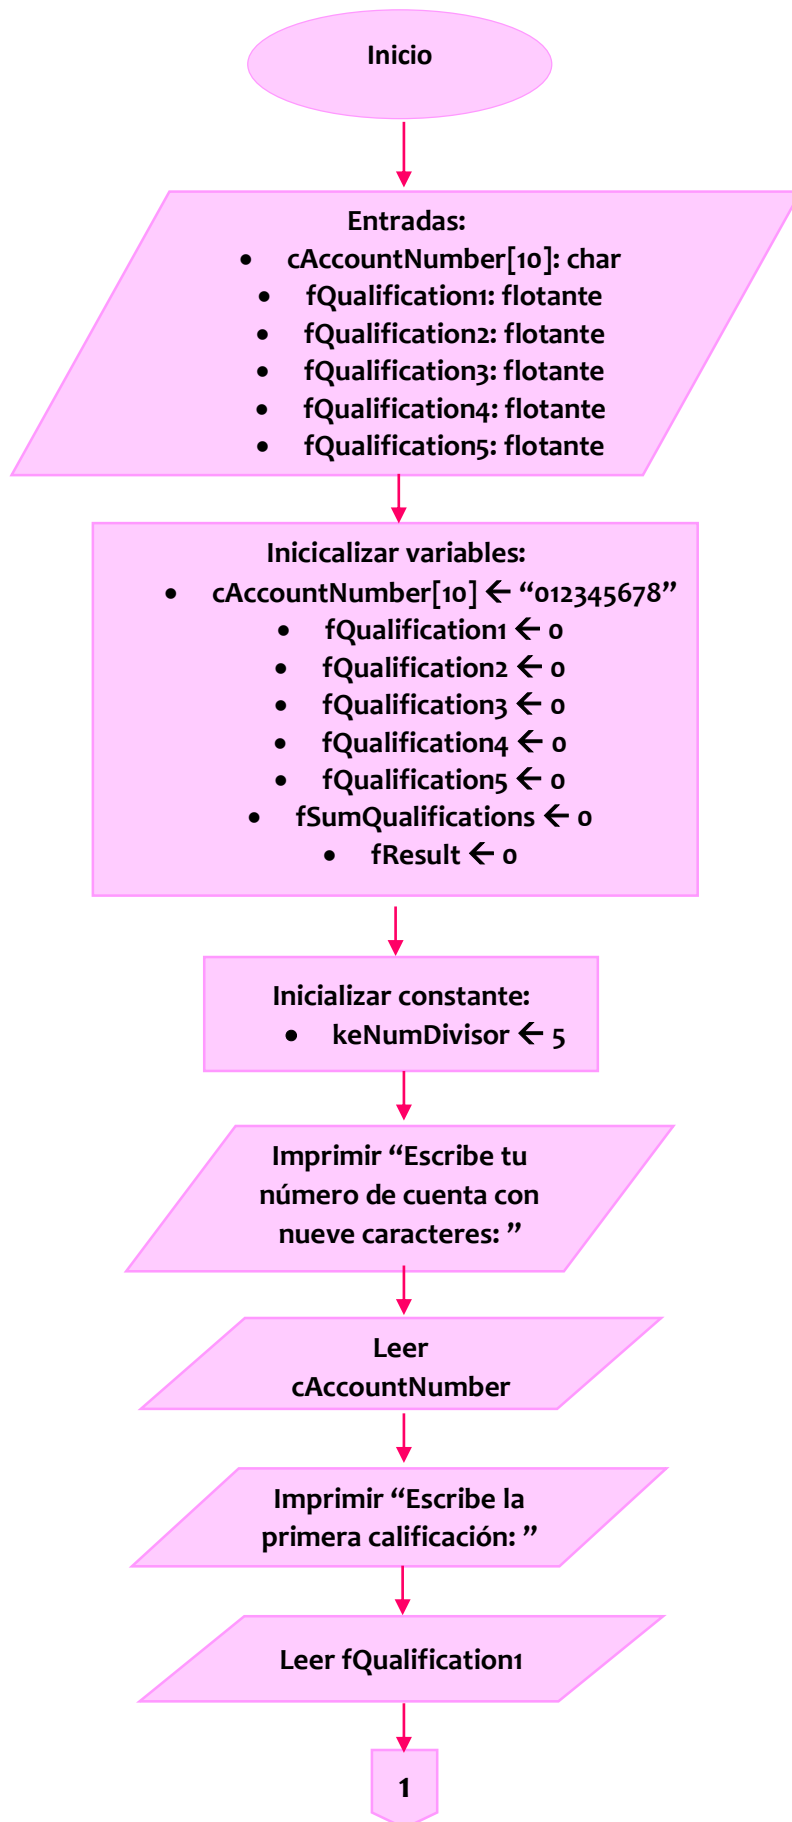 Inicio
Entradas:
• cAccountNumber[10]: char
• fQualification1: flotante
• fQualification2: flotante
• fQualification3: flotante
• fQualification4: flotante
• fQualification5: flotante
Inicicalizar variables:
• cAccountNumber[10] ← “012345678”
• fQualification1 ← 0
• fQualification2 ← 0
• fQualification3 ← 0
• fQualification4 ← 0
• fQualification5 ← 0
• fSumQualifications ← 0
• fResult ← 0
Inicializar constante:
• keNumDivisor ← 5
Imprimir “Escribe tu
número de cuenta con
nueve caracteres: ”
Leer
cAccountNumber
Imprimir “Escribe la
primera calificación: ”
Leer fQualification1
1